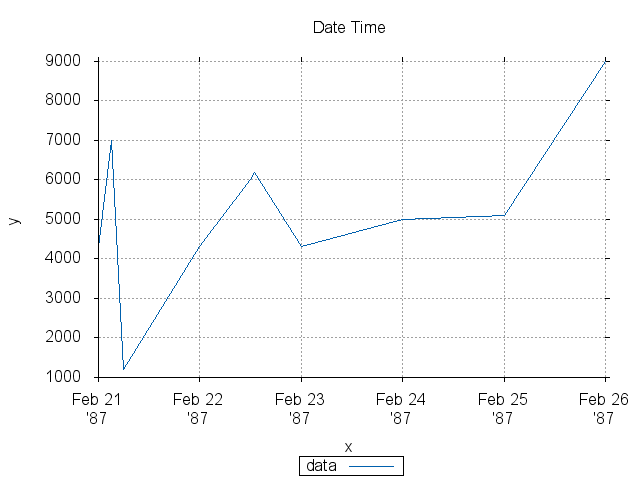 Date Time
9000
8000
7000
6000
5000
4000
3000
2000
1000
y
Feb 21 Feb 22 Feb 23 Feb 24 Feb 25 Feb 26
'87 '87 '87 '87 '87 '87
x
data